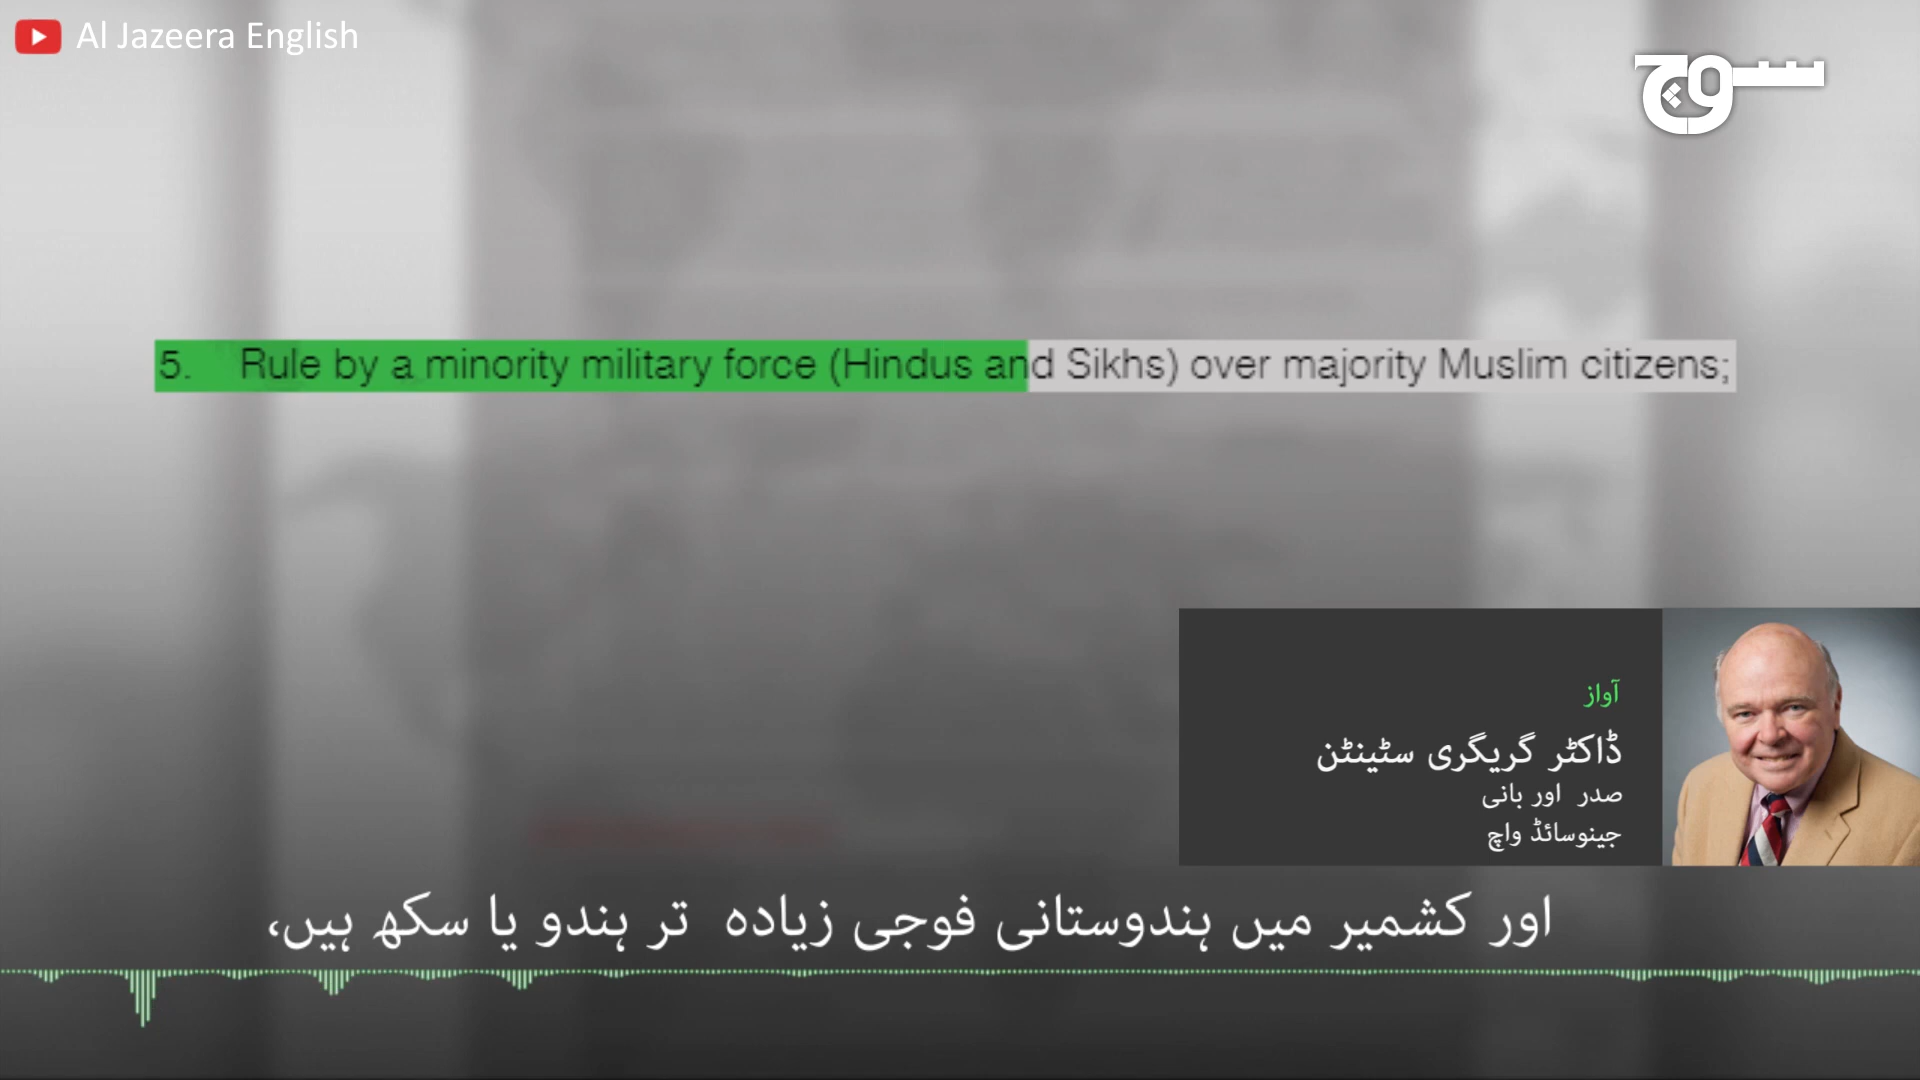 Al Jazeera English
سوچ
5. Rule by a minority military force (Hindus and Sikhs) over majority Muslim citizens;
آواز
ڈاکٹر گریگری سٹینٹن
صدر اور بانی
جینوسائڈ واچ
اور کشمیر میں ہندوستانی فوجی زیادہ تر ہندو یا سکھ ہیں،